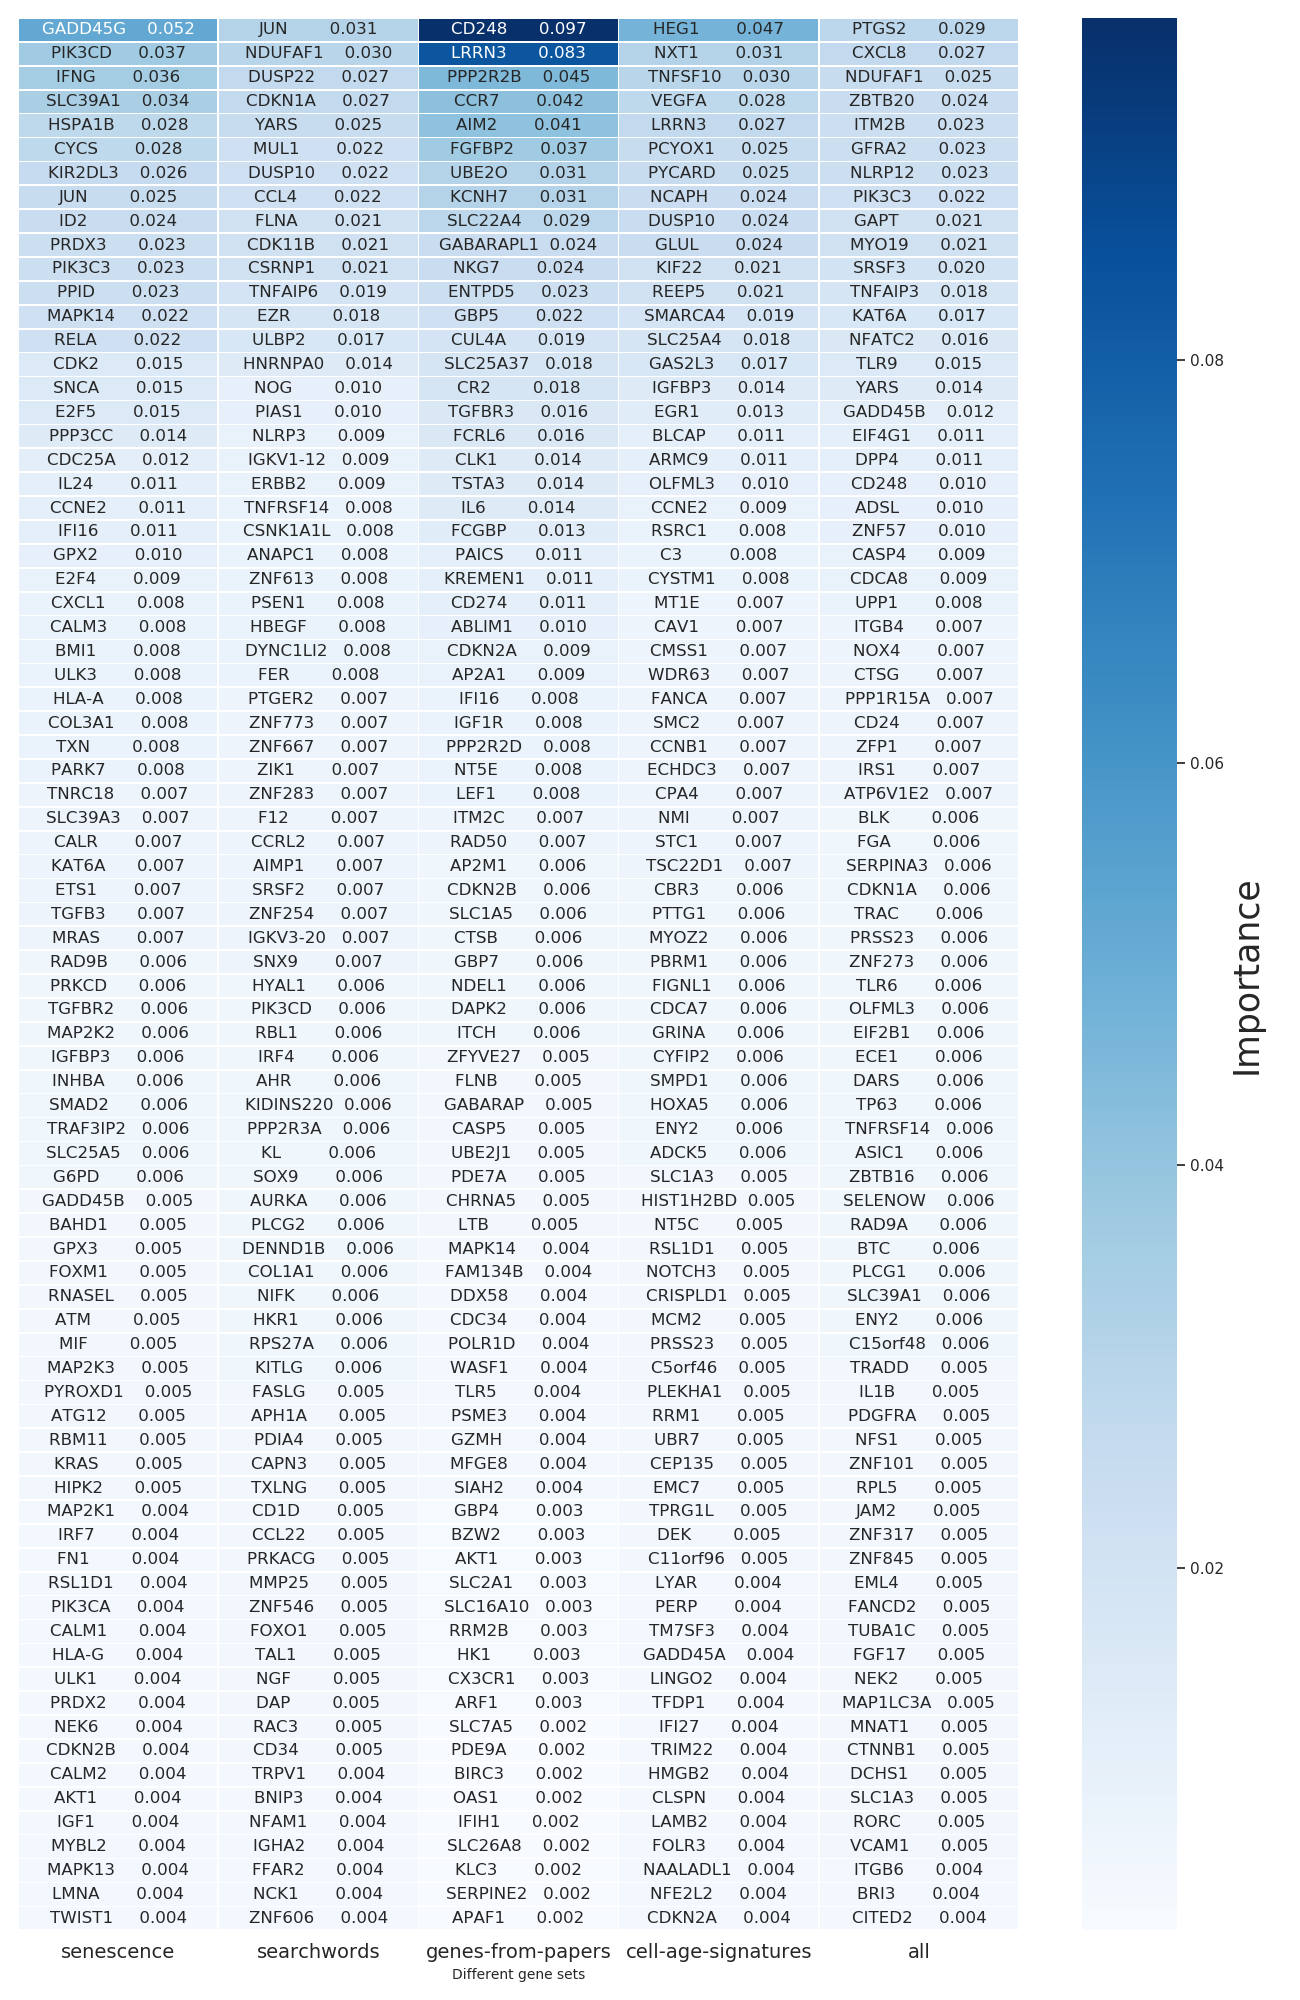 GADD45G 0.052 JUN 0.031 CD248 0.097 HEG1 0.047 PTGS2 0.029
PIK3CD 0.037 NDUFAF1 0.030 LRRN3 0.083 NXT1 0.031 CXCL8 0.027
IFNG 0.036 DUSP22 0.027 PPP2R2B 0.045 TNFSF10 0.030 NDUFAF1 0.025
SLC39A1 0.034 CDKN1A 0.027 CCR7 0.042 VEGFA 0.028 ZBTB20 0.024
HSPA1B 0.028 YARS 0.025 AIM2 0.041 LRRN3 0.027 ITM2B 0.023
CYCS 0.028 MUL1 0.022 FGFBP2 0.037 PCYOX1 0.025 GFRA2 0.023
KIR2DL3 0.026 DUSP10 0.022 UBE2O 0.031 PYCARD 0.025 NLRP12 0.023
JUN 0.025 CCL4 0.022 KCNH7 0.031 NCAPH 0.024 PIK3C3 0.022
ID2 0.024 FLNA 0.021 SLC22A4 0.029 DUSP10 0.024 GAPT 0.021
PRDX3 0.023 CDK11B 0.021 GABARAPL1 0.024 GLUL 0.024 MYO19 0.021
PIK3C3 0.023 CSRNP1 0.021 NKG7 0.024 KIF22 0.021 SRSF3 0.020
PPID 0.023 TNFAIP6 0.019 ENTPD5 0.023 REEP5 0.021 TNFAIP3 0.018
MAPK14 0.022 EZR 0.018 GBP5 0.022 SMARCA4 0.019 KAT6A 0.017
RELA 0.022 ULBP2 0.017 CUL4A 0.019 SLC25A4 0.018 NFATC2 0.016
CDK2 0.015 HNRNPA0 0.014 SLC25A37 0.018 GAS2L3 0.017 TLR9 0.015
SNCA 0.015 NOG 0.010 CR2 0.018 IGFBP3 0.014 YARS 0.014
E2F5 0.015 PIAS1 0.010 TGFBR3 0.016 EGR1 0.013 GADD45B 0.012
PPP3CC 0.014 NLRP3 0.009 FCRL6 0.016 BLCAP 0.011 EIF4G1 0.011
CDC25A 0.012 IGKV1-12 0.009 CLK1 0.014 ARMC9 0.011 DPP4 0.011
IL24 0.011 ERBB2 0.009 TSTA3 0.014 OLFML3 0.010 CD248 0.010
CCNE2 0.011 TNFRSF14 0.008 IL6 0.014 CCNE2 0.009 ADSL 0.010
IFI16 0.011 CSNK1A1L 0.008 FCGBP 0.013 RSRC1 0.008 ZNF57 0.010
GPX2 0.010 ANAPC1 0.008 PAICS 0.011 C3 0.008 CASP4 0.009
E2F4 0.009 ZNF613 0.008 KREMEN1 0.011 CYSTM1 0.008 CDCA8 0.009
CXCL1 0.008 PSEN1 0.008 CD274 0.011 MT1E 0.007 UPP1 0.008
CALM3 0.008 HBEGF 0.008 ABLIM1 0.010 CAV1 0.007 ITGB4 0.007
BMI1 0.008 DYNC1LI2 0.008 CDKN2A 0.009 CMSS1 0.007 NOX4 0.007
ULK3 0.008 FER 0.008 AP2A1 0.009 WDR63 0.007 CTSG 0.007
HLA-A 0.008 PTGER2 0.007 IFI16 0.008 FANCA 0.007 PPP1R15A 0.007
COL3A1 0.008 ZNF773 0.007 IGF1R 0.008 SMC2 0.007 CD24 0.007
TXN 0.008 ZNF667 0.007 PPP2R2D 0.008 CCNB1 0.007 ZFP1 0.007
PARK7 0.008 ZIK1 0.007 NT5E 0.008 ECHDC3 0.007 IRS1 0.007
TNRC18 0.007 ZNF283 0.007 LEF1 0.008 CPA4 0.007 ATP6V1E2 0.007
SLC39A3 0.007 F12 0.007 ITM2C 0.007 NMI 0.007 BLK 0.006
CALR 0.007 CCRL2 0.007 RAD50 0.007 STC1 0.007 FGA 0.006
KAT6A 0.007 AIMP1 0.007 AP2M1 0.006 TSC22D1 0.007 SERPINA3 0.006
ETS1 0.007 SRSF2 0.007 CDKN2B 0.006 CBR3 0.006 CDKN1A 0.006
TGFB3 0.007 ZNF254 0.007 SLC1A5 0.006 PTTG1 0.006 TRAC 0.006
MRAS 0.007 IGKV3-20 0.007 CTSB 0.006 MYOZ2 0.006 PRSS23 0.006
RAD9B 0.006 SNX9 0.007 GBP7 0.006 PBRM1 0.006 ZNF273 0.006
PRKCD 0.006 HYAL1 0.006 NDEL1 0.006 FIGNL1 0.006 TLR6 0.006
TGFBR2 0.006 PIK3CD 0.006 DAPK2 0.006 CDCA7 0.006 OLFML3 0.006
MAP2K2 0.006 RBL1 0.006 ITCH 0.006 GRINA 0.006 EIF2B1 0.006
IGFBP3 0.006 IRF4 0.006 ZFYVE27 0.005 CYFIP2 0.006 ECE1 0.006
INHBA 0.006 AHR 0.006 FLNB 0.005 SMPD1 0.006 DARS 0.006
SMAD2 0.006 KIDINS220 0.006 GABARAP 0.005 HOXA5 0.006 TP63 0.006
TRAF3IP2 0.006 PPP2R3A 0.006 CASP5 0.005 ENY2 0.006 TNFRSF14 0.006
SLC25A5 0.006 KL 0.006 UBE2J1 0.005 ADCK5 0.006 ASIC1 0.006
G6PD 0.006 SOX9 0.006 PDE7A 0.005 SLC1A3 0.005 ZBTB16 0.006
GADD45B 0.005 AURKA 0.006 CHRNA5 0.005 HIST1H2BD 0.005 SELENOW 0.006
BAHD1 0.005 PLCG2 0.006 LTB 0.005 NT5C 0.005 RAD9A 0.006
GPX3 0.005 DENND1B 0.006 MAPK14 0.004 RSL1D1 0.005 BTC 0.006
FOXM1 0.005 COL1A1 0.006 FAM134B 0.004 NOTCH3 0.005 PLCG1 0.006
RNASEL 0.005 NIFK 0.006 DDX58 0.004 CRISPLD1 0.005 SLC39A1 0.006
ATM 0.005 HKR1 0.006 CDC34 0.004 MCM2 0.005 ENY2 0.006
MIF 0.005 RPS27A 0.006 POLR1D 0.004 PRSS23 0.005 C15orf48 0.006
MAP2K3 0.005 KITLG 0.006 WASF1 0.004 C5orf46 0.005 TRADD 0.005
PYROXD1 0.005 FASLG 0.005 TLR5 0.004 PLEKHA1 0.005 IL1B 0.005
ATG12 0.005 APH1A 0.005 PSME3 0.004 RRM1 0.005 PDGFRA 0.005
RBM11 0.005 PDIA4 0.005 GZMH 0.004 UBR7 0.005 NFS1 0.005
KRAS 0.005 CAPN3 0.005 MFGE8 0.004 CEP135 0.005 ZNF101 0.005
HIPK2 0.005 TXLNG 0.005 SIAH2 0.004 EMC7 0.005 RPL5 0.005
MAP2K1 0.004 CD1D 0.005 GBP4 0.003 TPRG1L 0.005 JAM2 0.005
IRF7 0.004 CCL22 0.005 BZW2 0.003 DEK 0.005 ZNF317 0.005
FN1 0.004 PRKACG 0.005 AKT1 0.003 C11orf96 0.005 ZNF845 0.005
RSL1D1 0.004 MMP25 0.005 SLC2A1 0.003 LYAR 0.004 EML4 0.005
PIK3CA 0.004 ZNF546 0.005 SLC16A10 0.003 PERP 0.004 FANCD2 0.005
CALM1 0.004 FOXO1 0.005 RRM2B 0.003 TM7SF3 0.004 TUBA1C 0.005
HLA-G 0.004 TAL1 0.005 HK1 0.003 GADD45A 0.004 FGF17 0.005
ULK1 0.004 NGF 0.005 CX3CR1 0.003 LINGO2 0.004 NEK2 0.005
PRDX2 0.004 DAP 0.005 ARF1 0.003 TFDP1 0.004 MAP1LC3A 0.005
NEK6 0.004 RAC3 0.005 SLC7A5 0.002 IFI27 0.004 MNAT1 0.005
CDKN2B 0.004 CD34 0.005 PDE9A 0.002 TRIM22 0.004 CTNNB1 0.005
CALM2 0.004 TRPV1 0.004 BIRC3 0.002 HMGB2 0.004 DCHS1 0.005
AKT1 0.004 BNIP3 0.004 OAS1 0.002 CLSPN 0.004 SLC1A3 0.005
IGF1 0.004 NFAM1 0.004 IFIH1 0.002 LAMB2 0.004 RORC 0.005
MYBL2 0.004 IGHA2 0.004 SLC26A8 0.002 FOLR3 0.004 VCAM1 0.005
MAPK13 0.004 FFAR2 0.004 KLC3 0.002 NAALADL1 0.004 ITGB6 0.004
LMNA 0.004 NCK1 0.004 SERPINE2 0.002 NFE2L2 0.004 BRI3 0.004
TWIST1 0.004 ZNF606 0.004 APAF1 0.002 CDKN2A 0.004 CITED2 0.004
senescence searchwords genes-from-papers cell-age-signatures all
Different gene sets
0.08
0.06
0.04
0.02
Importance